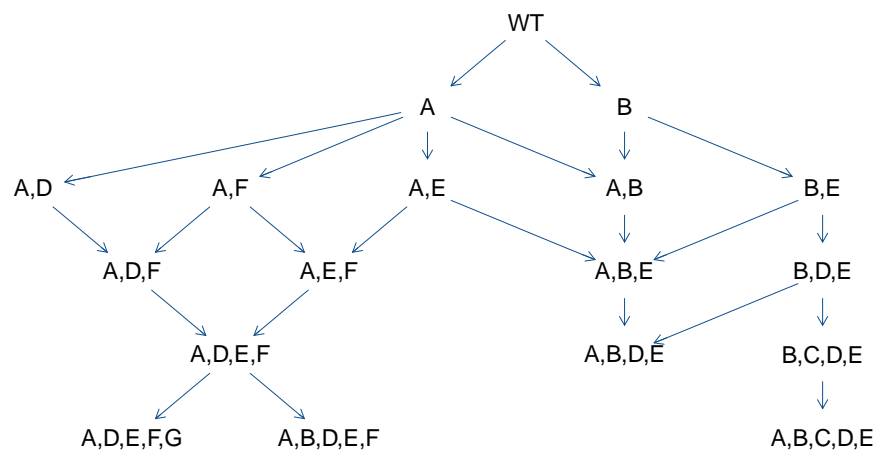 WT
A B
A,D A,F A,E A,B B,E
A,D,F A,E,F A,B,E B,D,E
A,D,E,F A,B,D,E B,C,D,E
A,D,E,F,G A,B,D,E,F A,B,C,D,E